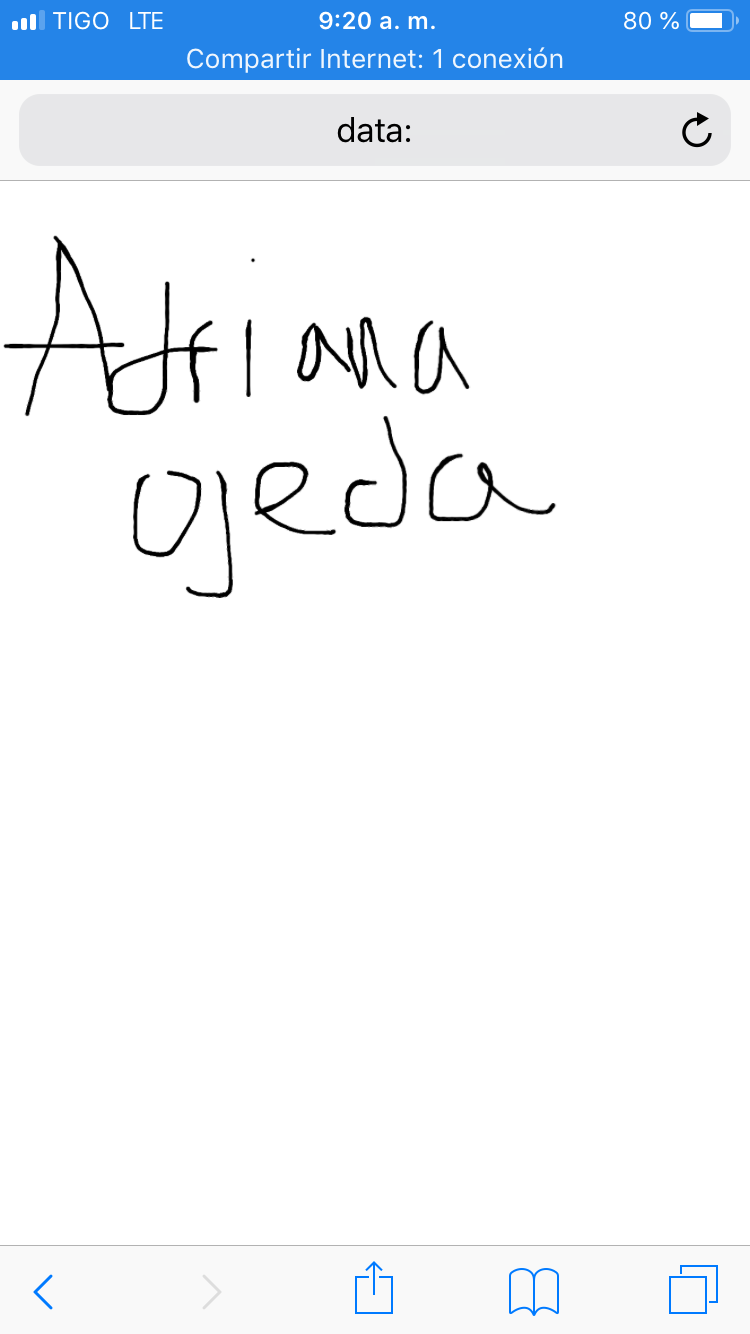 TIGO LTE 9:20 a. m. 80 %
Compartir Internet: 1 conexión
data:
Adriana
ojeda